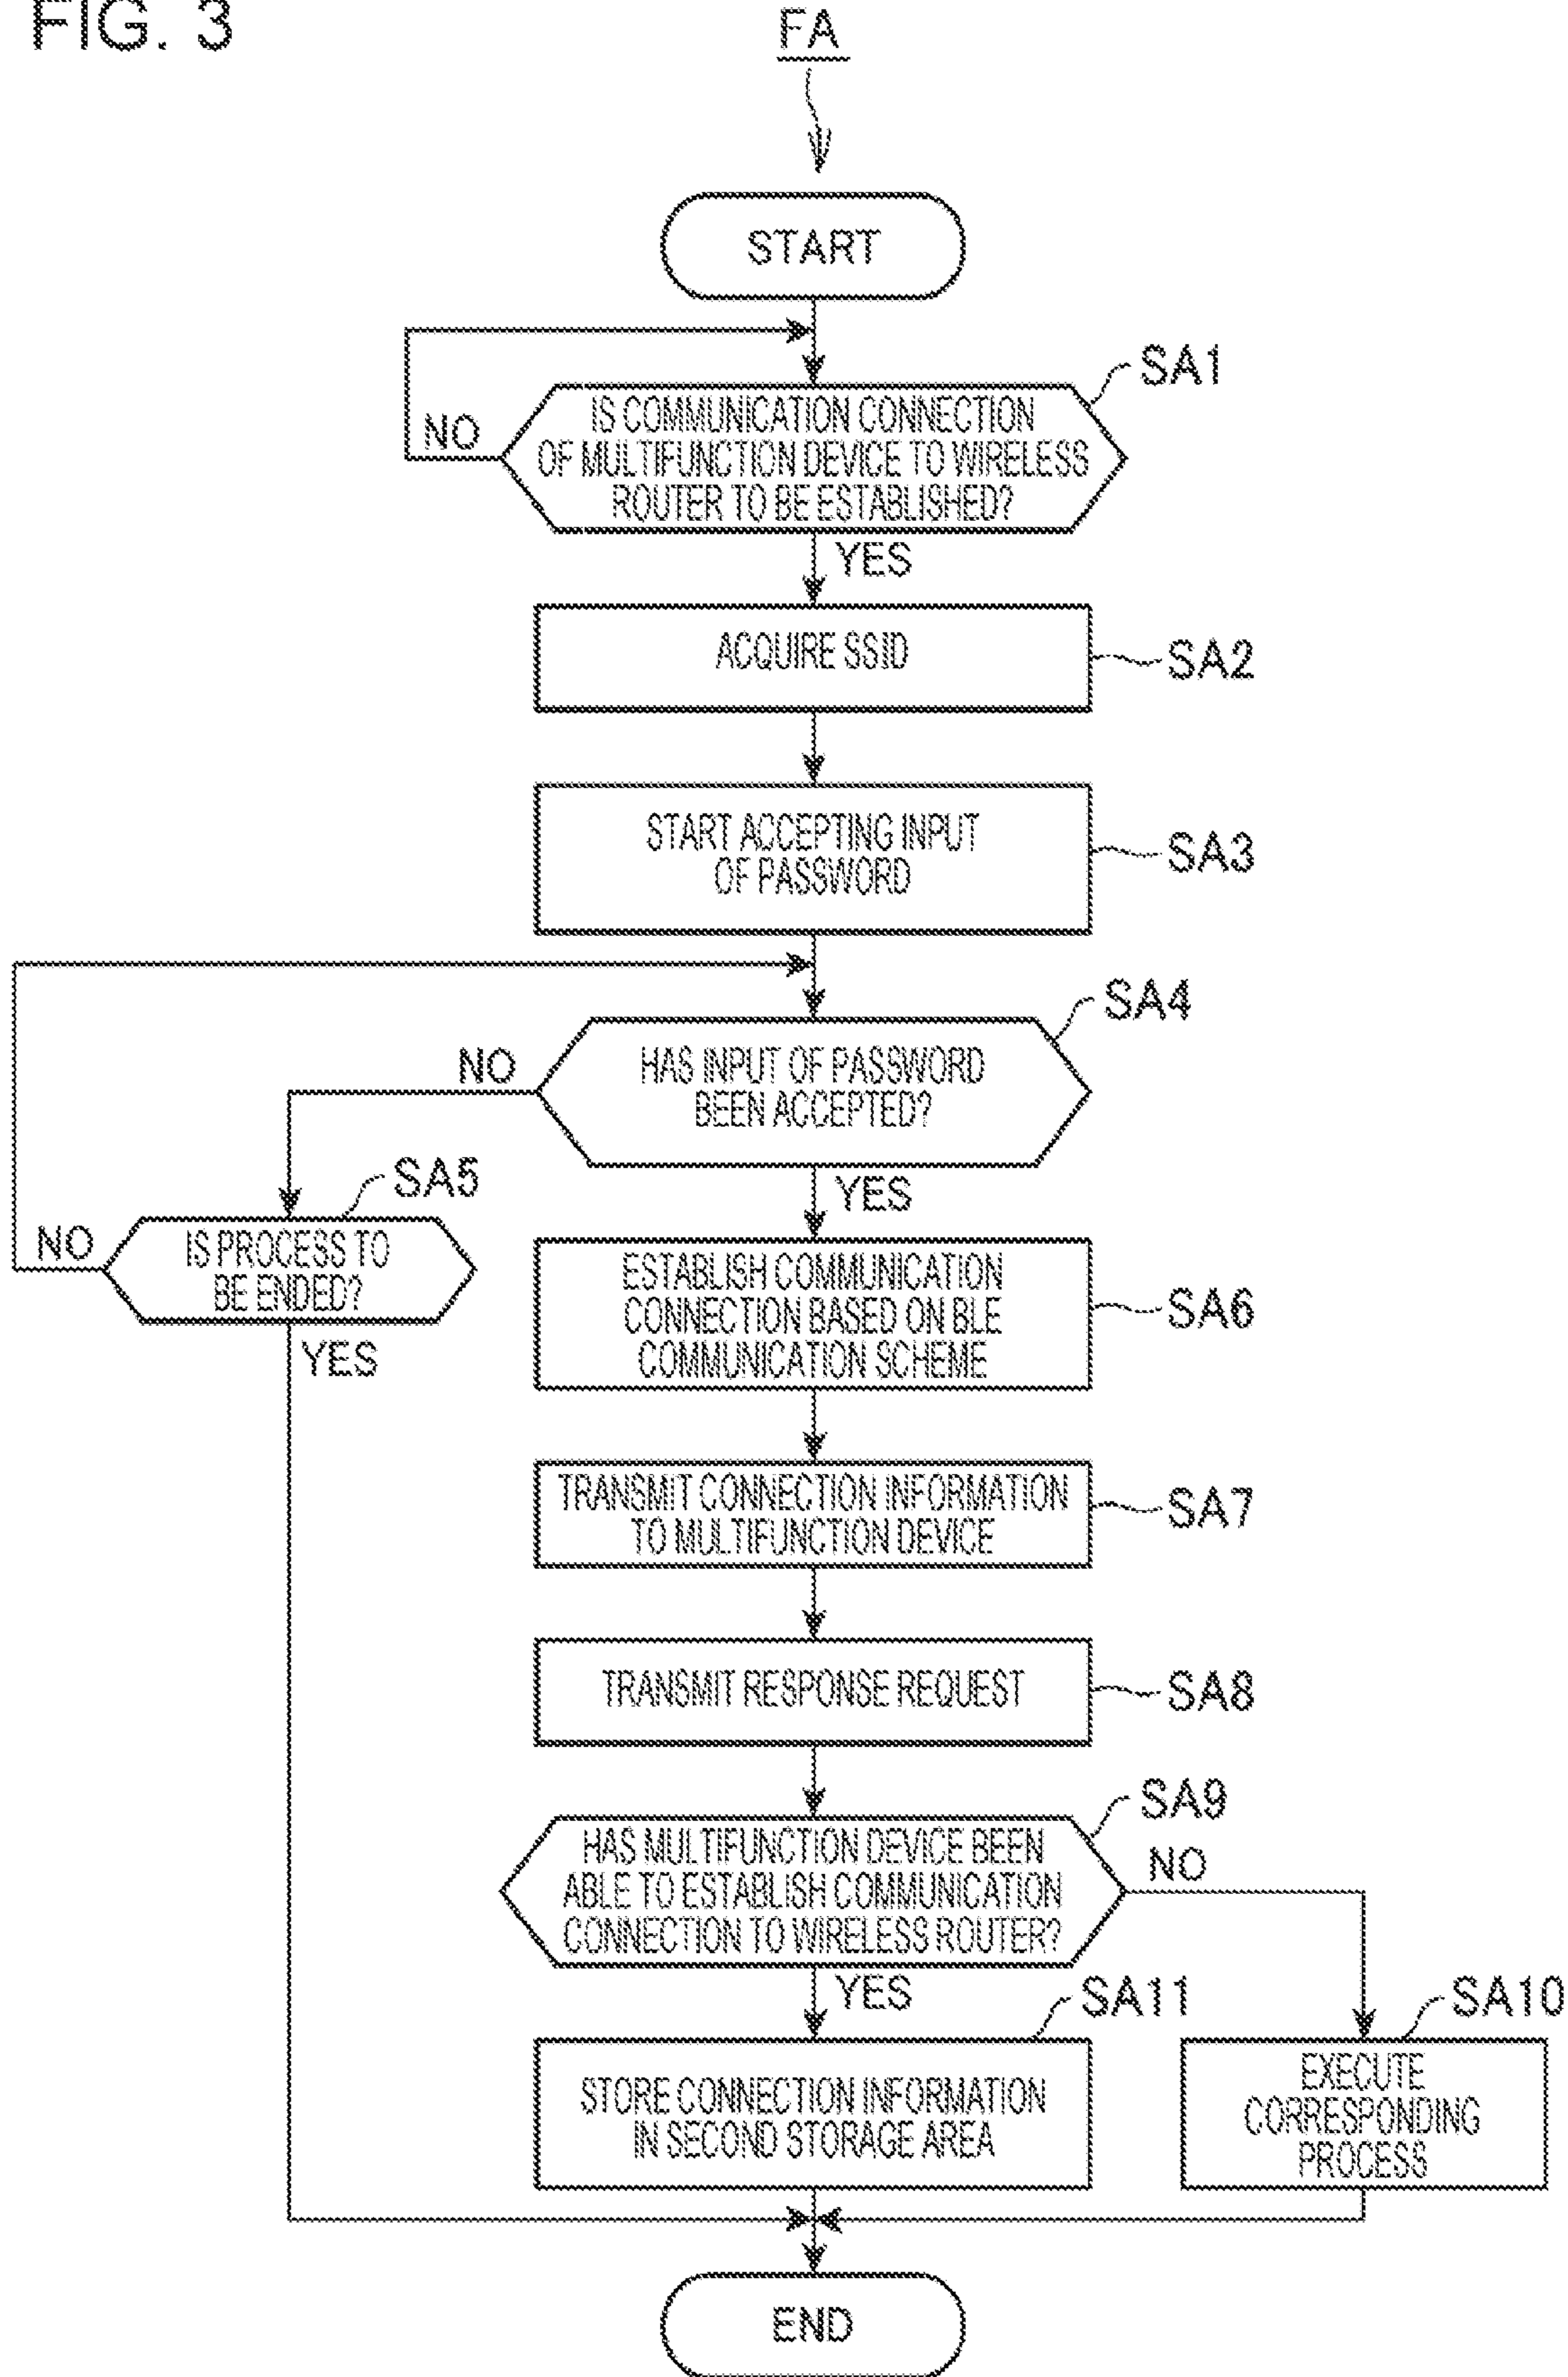 FIG. 3
FA
START
SA1
IS COMMUNICATION CONNECTION
OF MULTIFUNCTION DEVICE TO WIRELESS
ROUTER TO BE ESTABLISHED?
NO
YES
ACQUIRE SSID
SA2
START ACCEPTING INPUT
OF PASSWORD
SA3
SA4
HAS INPUT OF PASSWORD
BEEN ACCEPTED?
NO
YES
SA5
IS PROCESS TO
BE ENDED?
NO
YES
ESTABLISH COMMUNICATION
CONNECTION BASED ON BLE
COMMUNICATION SCHEME
SA6
TRANSMIT CONNECTION INFORMATION
TO MULTIFUNCTION DEVICE
SA7
TRANSMIT RESPONSE REQUEST
SA8
SA9
HAS MULTIFUNCTION DEVICE BEEN
ABLE TO ESTABLISH COMMUNICATION
CONNECTION TO WIRELESS ROUTER?
NO
YES
SA11
STORE CONNECTION INFORMATION
IN SECOND STORAGE AREA
SA10
EXECUTE
CORRESPONDING
PROCESS
END